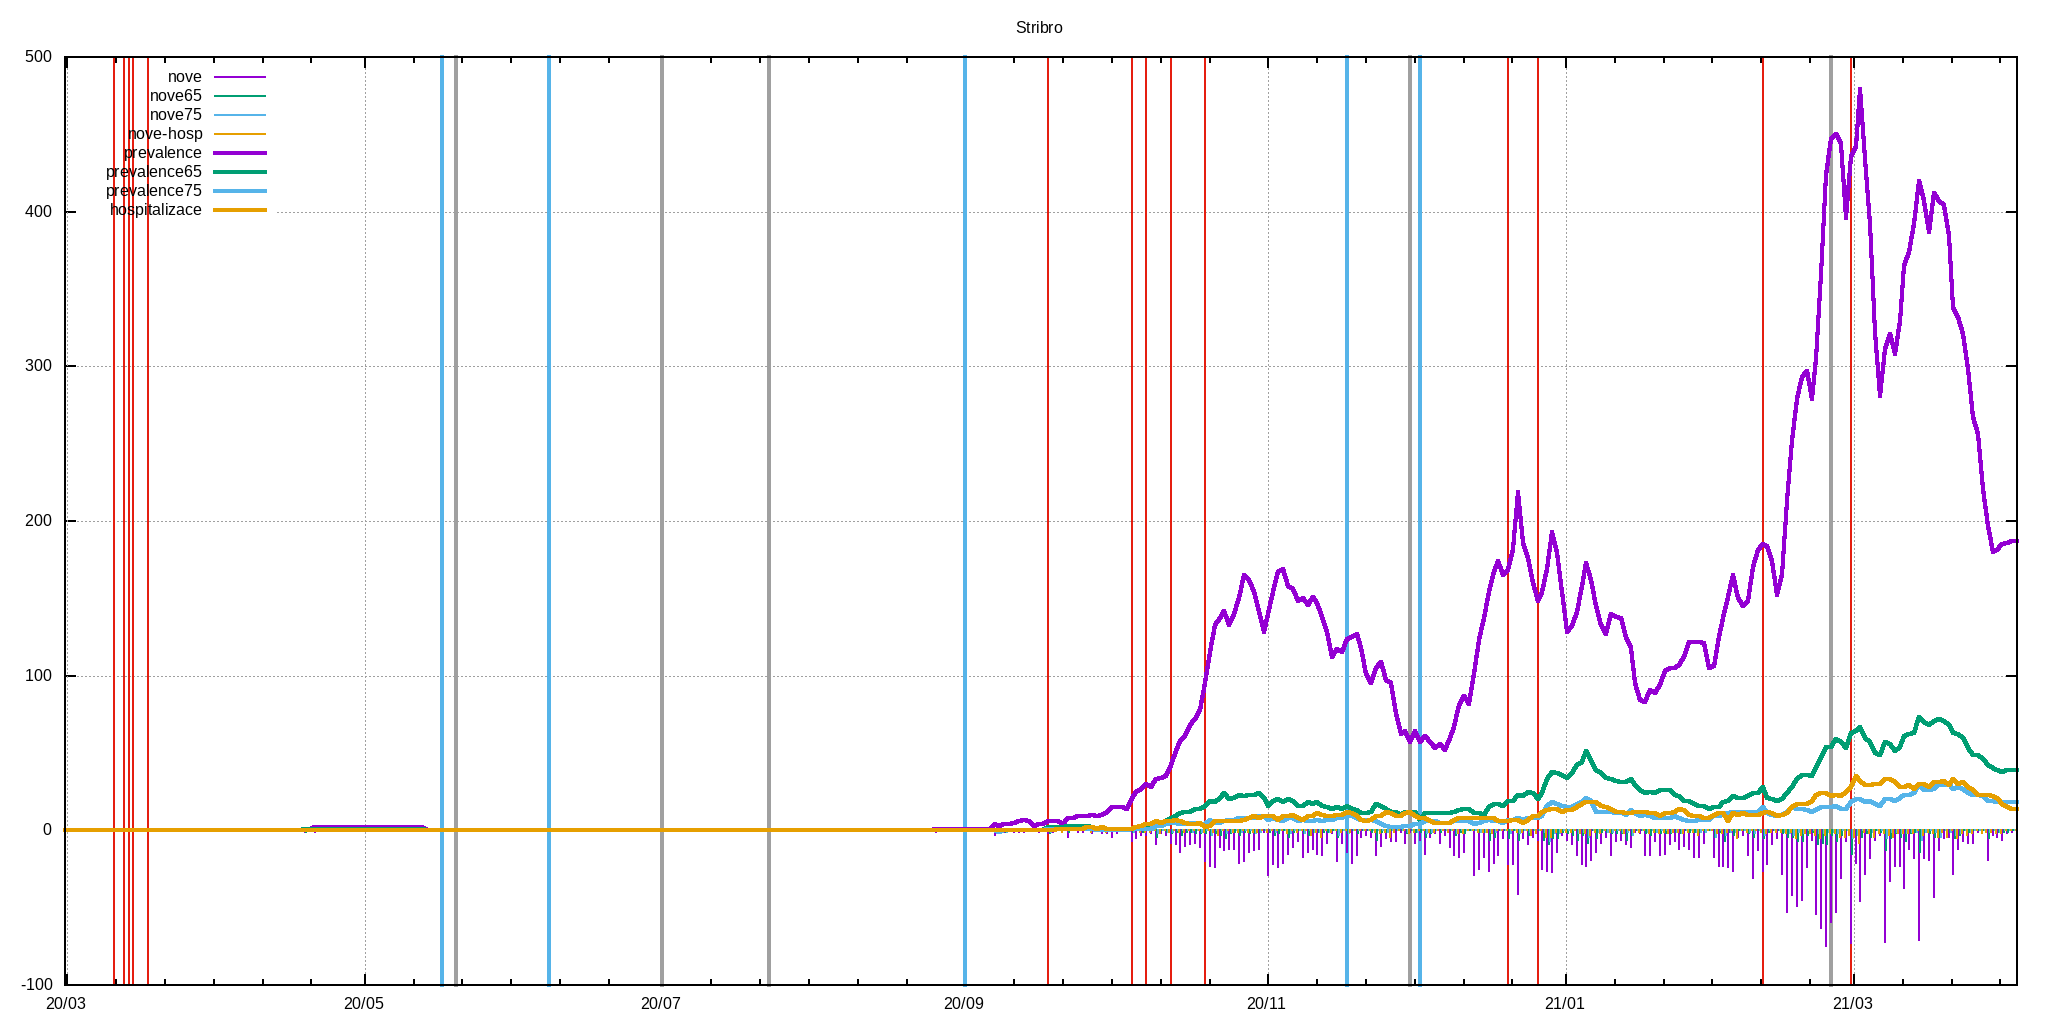 Stribro
500
400
300
200
100
0
-100
nove
nove65
nove75
nove-hosp
prevalence
prevalence65
prevalence75
hospitalizace
20/03 20/05 20/07 20/09 20/11 21/01 21/03